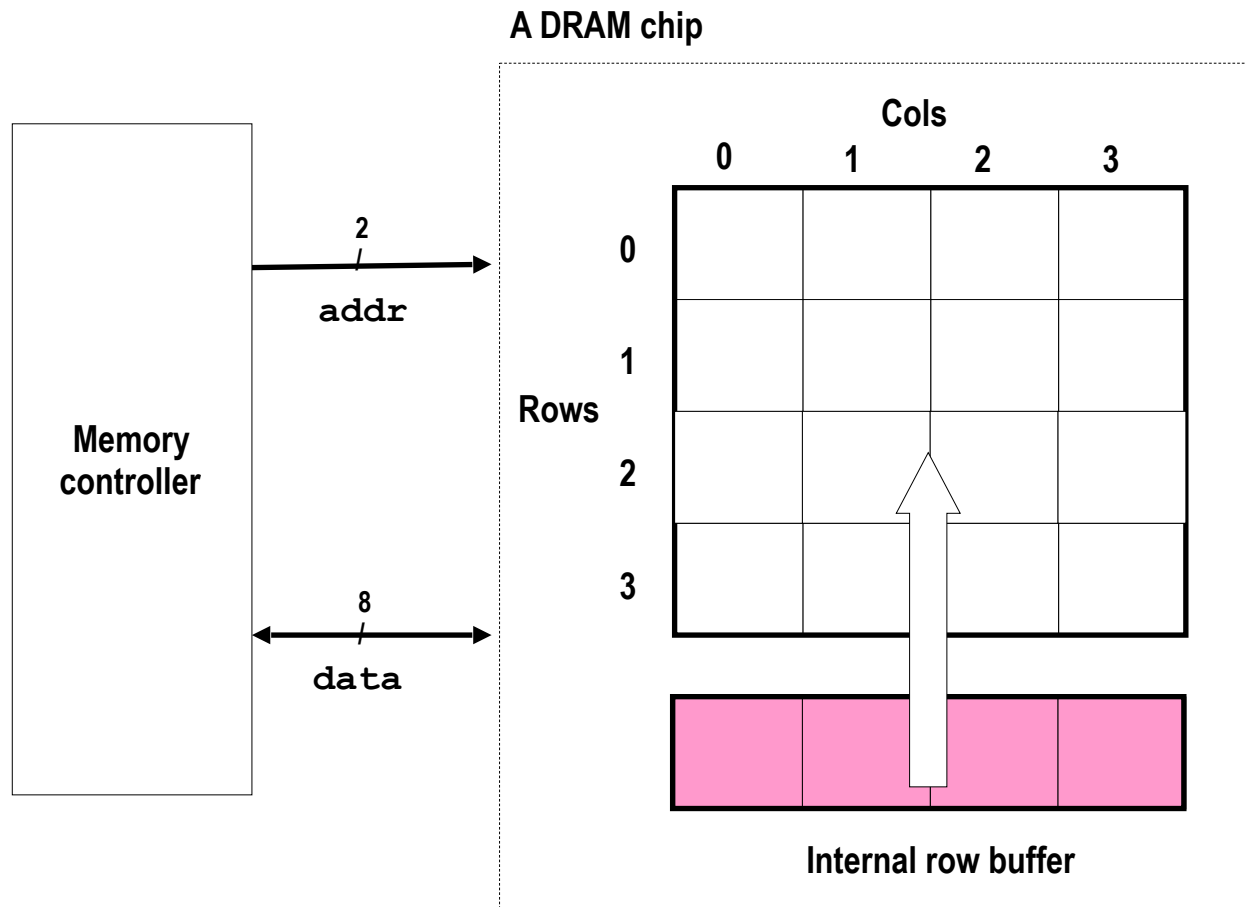 A DRAM chip
Cols
0 1 2 3
2
addr
0
1
Rows
2
3
Memory
controller
8
data
Internal row buffer